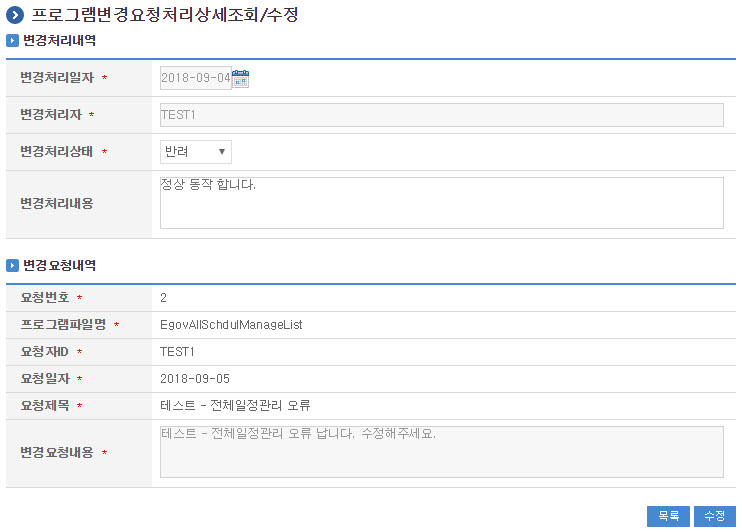 프로그램변경요청처리상세조회/수정
변경처리내역
변경처리일자 * 2018-09-04
변경처리자 * TEST1
변경처리상태 * 반려
변경처리내용 정상 동작 합니다.
변경요청내역
요청번호 * 2
프로그램파일명 * EgovAllSchdulManageList
요청자ID * TEST1
요청일자 * 2018-09-05
요청제목 * 테스트 - 전체일정관리 오류
변경요청내용 * 테스트 - 전체일정관리 오류 납니다. 수정해주세요.
목록 수정